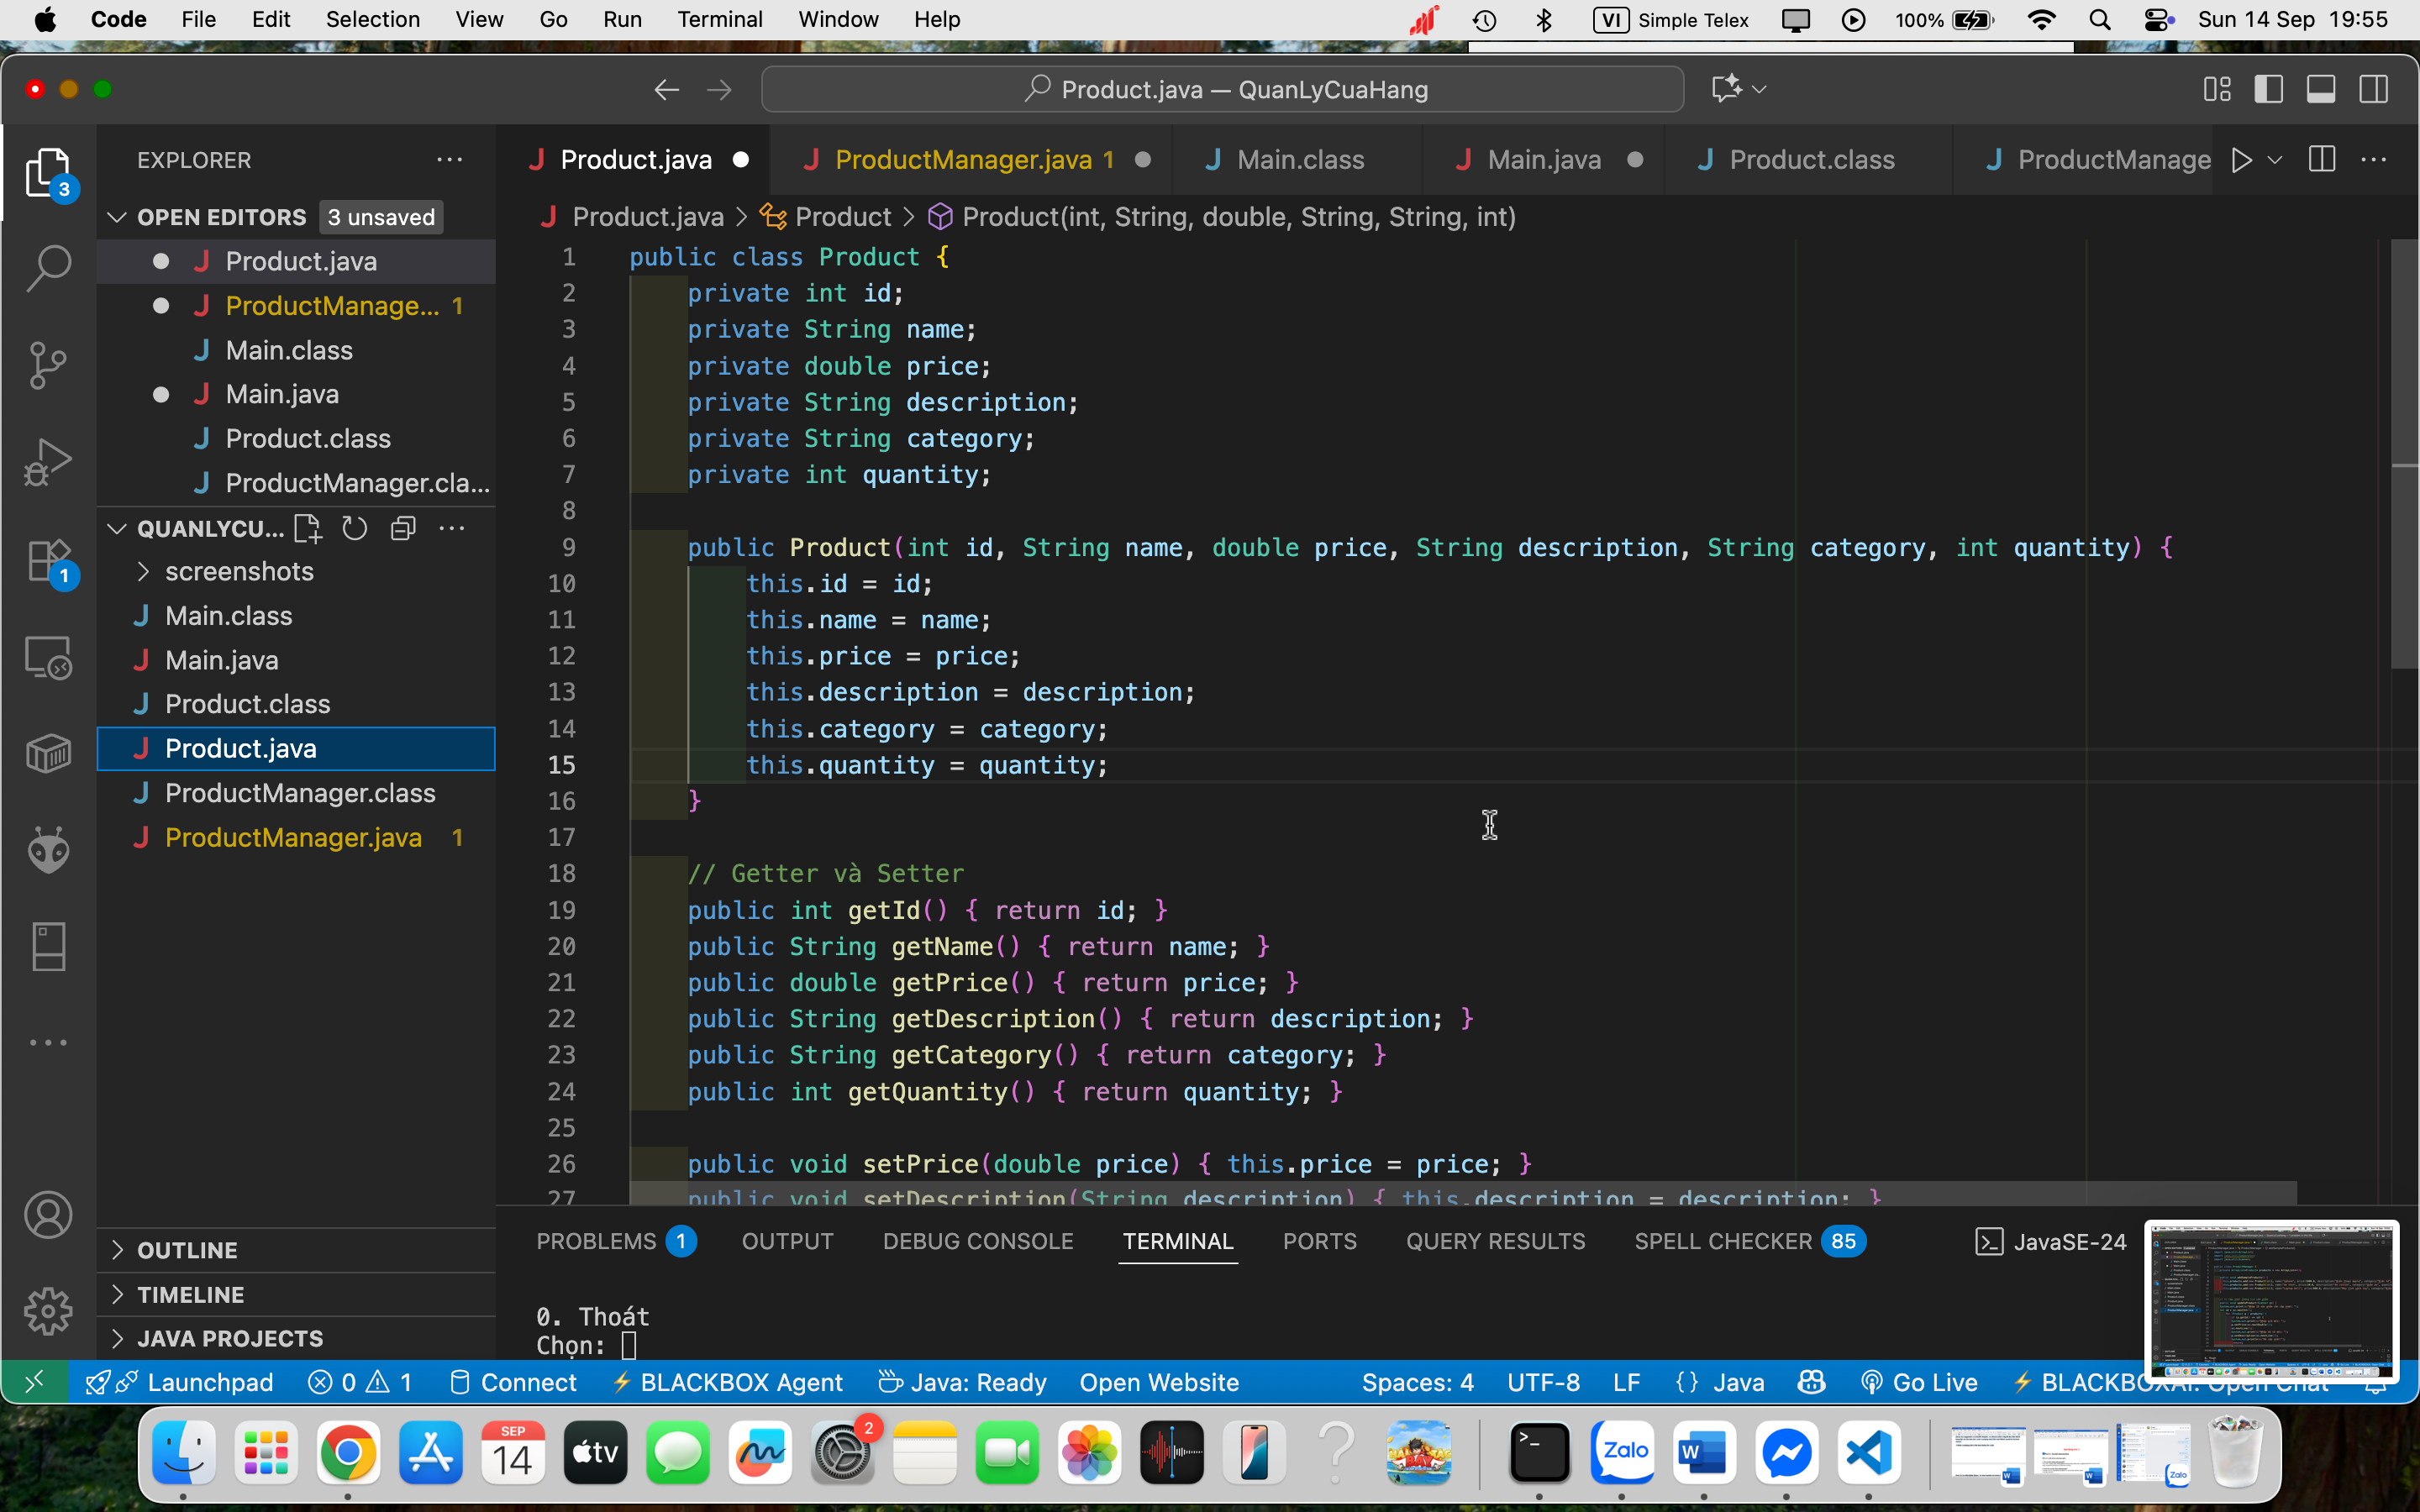 Code File Edit Selection View Go Run Terminal Window Help VI Simple Telex 100% Sun 14 Sep 19:55
Product.java — QuanLyCuaHang
EXPLORER
Product.java ProductManager.java 1 Main.class Main.java Product.class ProductManage
OPEN EDITORS 3 unsaved
Product.java > Product > Product(int, String, double, String, String, int)
3
Product.java
ProductManage... 1
Main.class
Main.java
Product.class
ProductManager.cla...
QUANLYCU...
1
screenshots
Main.class
Main.java
Product.class
Product.java
ProductManager.class
ProductManager.java 1
OUTLINE
TIMELINE
JAVA PROJECTS
1 public class Product {
2 private int id;
3 private String name;
4 private double price;
5 private String description;
6 private String category;
7 private int quantity;
8
9 public Product(int id, String name, double price, String description, String category, int quantity) {
10 this.id = id;
11 this.name = name;
12 this.price = price;
13 this.description = description;
14 this.category = category;
15 this.quantity = quantity;
16 }
17
18 // Getter và Setter
19 public int getId() { return id; }
20 public String getName() { return name; }
21 public double getPrice() { return price; }
22 public String getDescription() { return description; }
23 public String getCategory() { return category; }
24 public int getQuantity() { return quantity; }
25
26 public void setPrice(double price) { this.price = price; }
27 public void setDescription(String description) { this.description = description; }
PROBLEMS 1 OUTPUT DEBUG CONSOLE TERMINAL PORTS QUERY RESULTS SPELL CHECKER 85 JavaSE-24
0. Thoát
Chọn:
Launchpad 0 1 Connect BLACKBOX Agent Java: Ready Open Website Spaces: 4 UTF-8 LF {} Java Go Live BLACKBOXAI: Open Chat
SEP
14
tv
2
Zalo
W